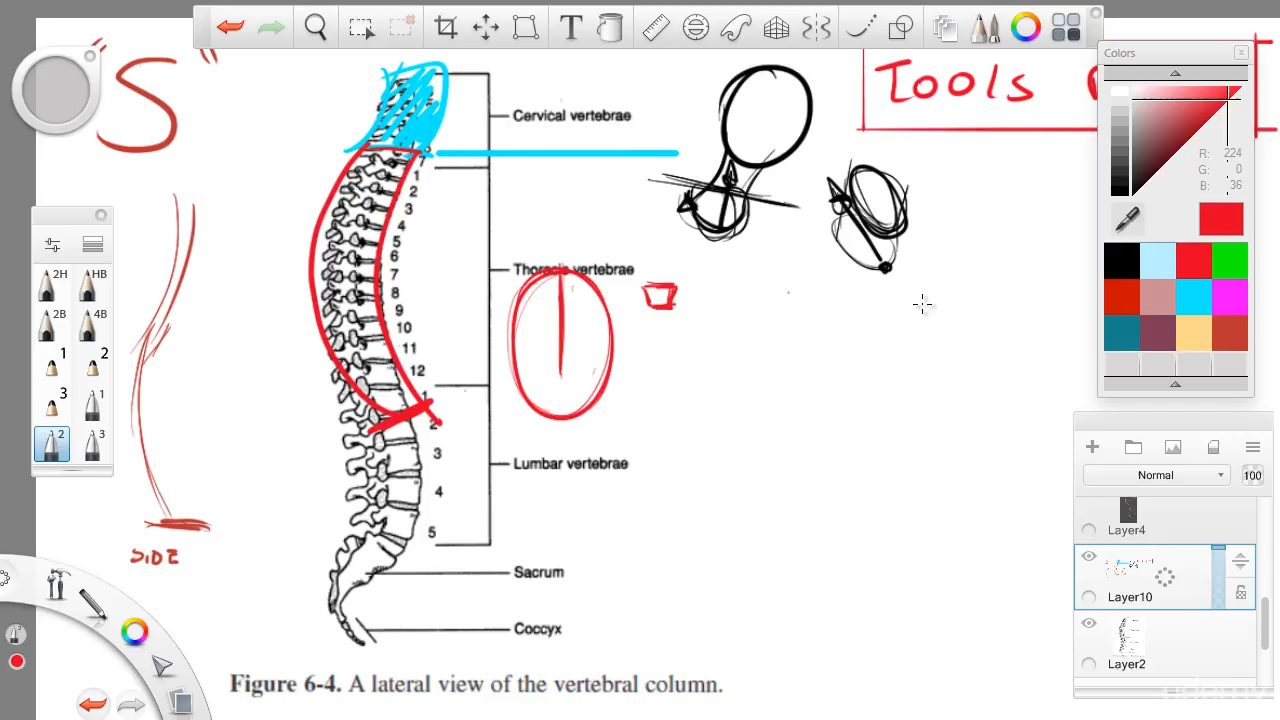 "S"
Tools
Cervical vertebrae
7
1
2
3
4
5
6
7
8
9
10
11
12
Thoracic vertebrae
1
2
3
4
5
Lumbar vertebrae
Sacrum
Coccyx
SIDE
Figure 6-4. A lateral view of the vertebral column.
2H
HB
2B
4B
1
2
3
1
2
3
Colors
R: 224
G: 0
B: 36
Normal
100
Layer4
Layer10
Layer2